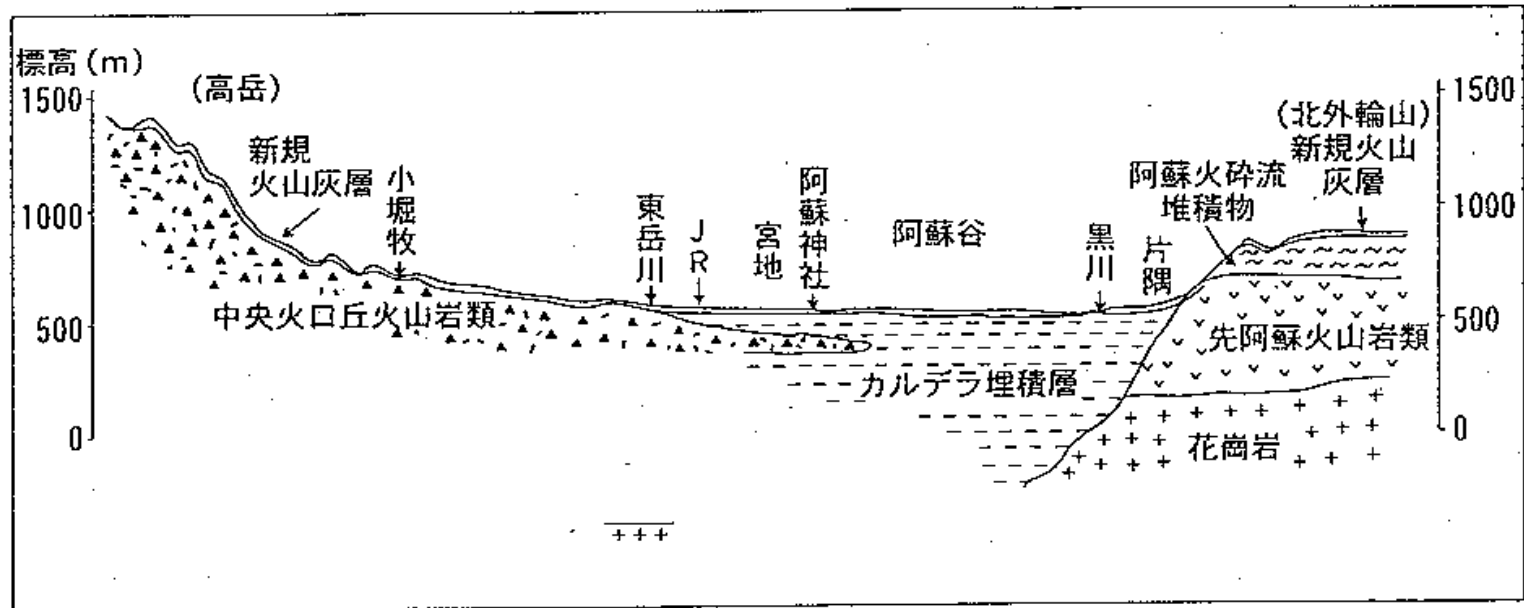 標高(m)
1500
1000
500
0
(高岳)
新規
火山灰層
小堀牧
東岳川
JR
宮地
阿蘇神社
阿蘇谷
黒川
片隅
阿蘇火砕流
堆積物
(北外輪山)
新規火山
灰層
1500
1000
500
0
中央火口丘火山岩類
カルデラ埋積層
先阿蘇火山岩類
花崗岩